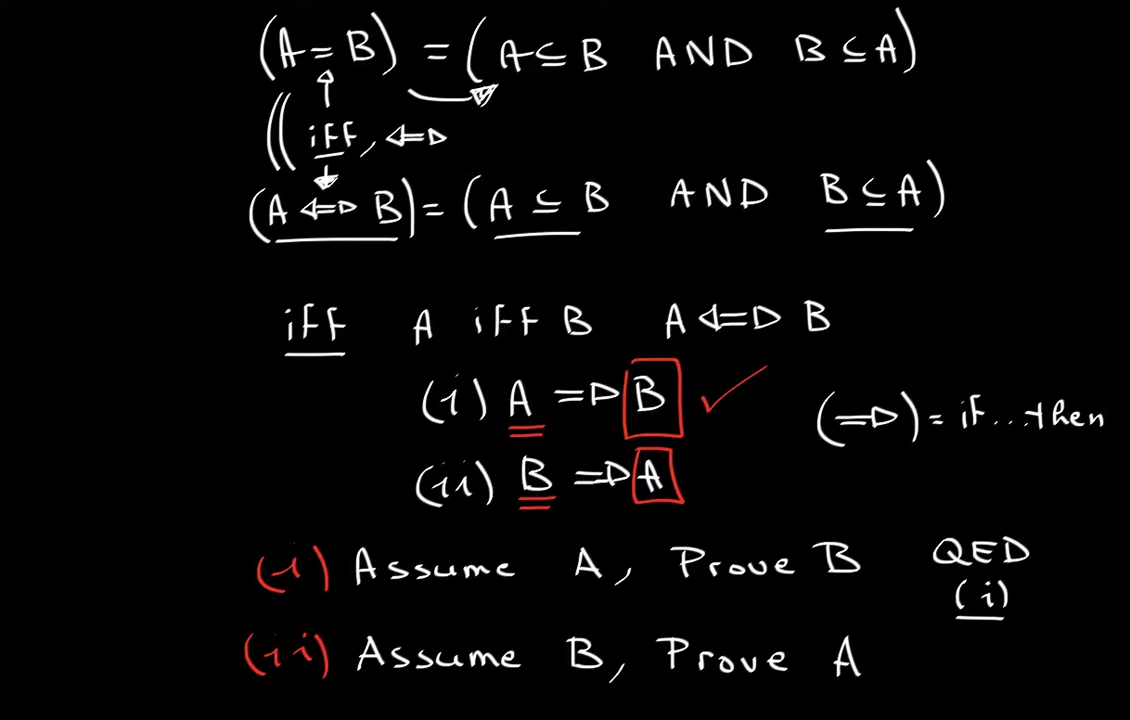 (A = B) = (A ⊆ B AND B ⊆ A)
(( iff, ⇔
(A ⇔ B) = (A ⊆ B AND B ⊆ A)
iff A iff B A ⇔ B
(i) A ⇒ B ✓
(⇒) = if...then
(ii) B ⇒ A
(i) Assume A, Prove B QED
(i)
(ii) Assume B, Prove A